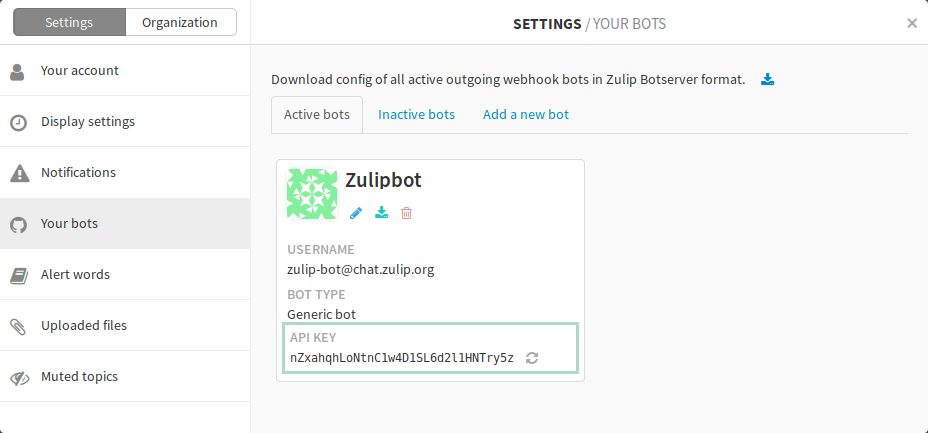 Settings
Organization
SETTINGS / YOUR BOTS
Your account
Display settings
Notifications
Your bots
Alert words
Uploaded files
Muted topics
Download config of all active outgoing webhook bots in Zulip Botserver format.
Active bots
Inactive bots
Add a new bot
Zulipbot
USERNAME
zulip-bot@chat.zulip.org
BOT TYPE
Generic bot
API KEY
nZxahqhLoNtnC1w4D1SL6d2l1HNTry5z